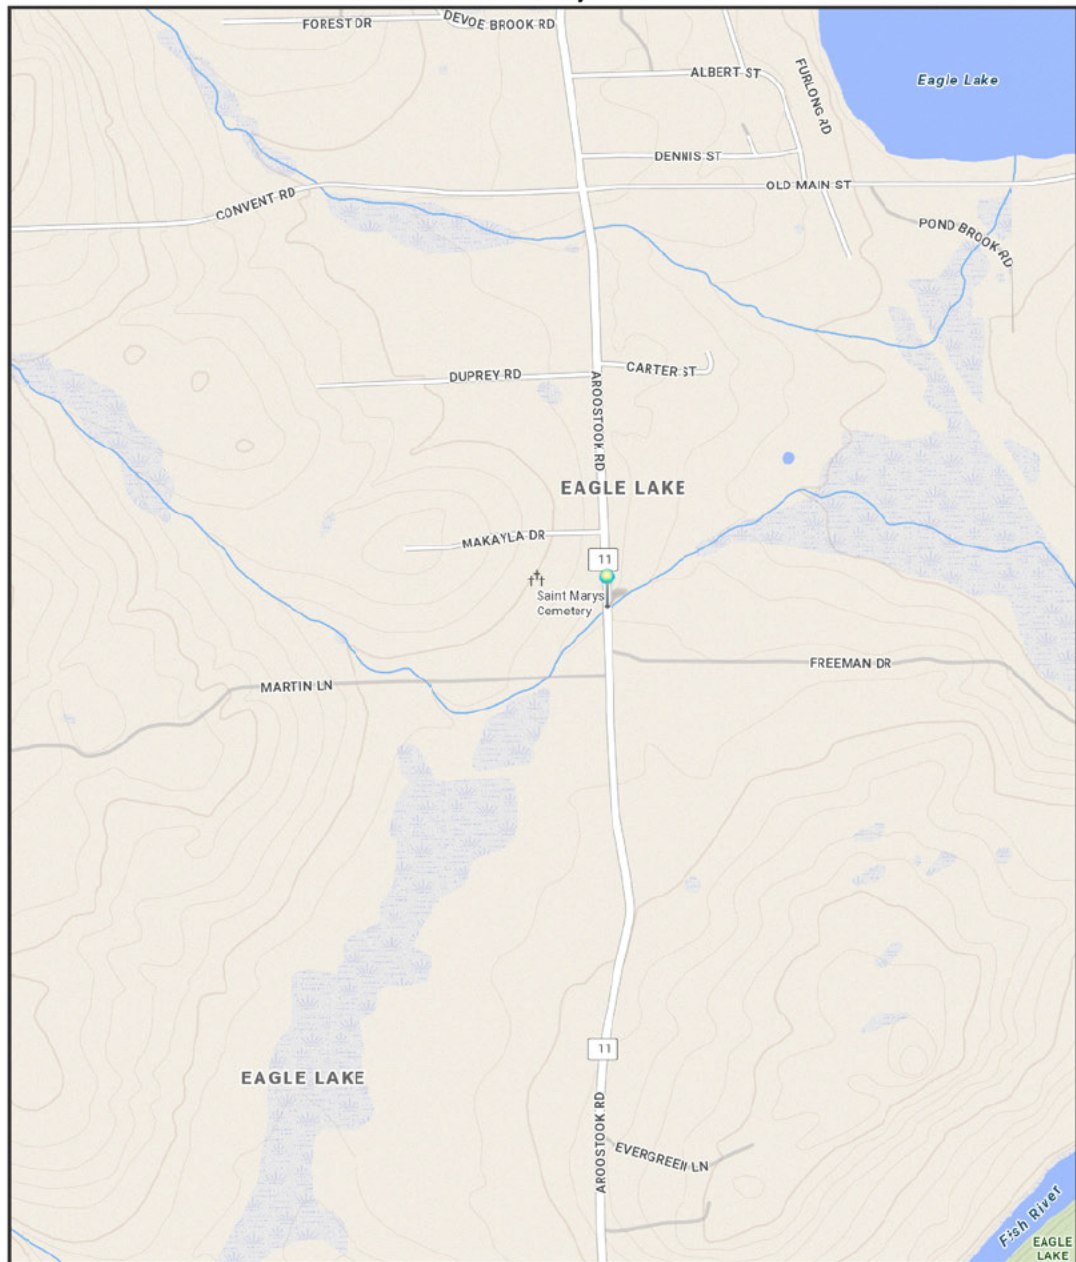 FOREST DR
DEVOE BROOK RD
ALBERT ST
FURLONG RD
Eagle Lake
DENNIS ST
OLD MAIN ST
CONVENT RD
POND BROOK RD
DUPREY RD
CARTER ST
AROOSTOOK RD
EAGLE LAKE
MAKAYLA DR
11
Saint Marys
Cemetery
FREEMAN DR
MARTIN LN
11
EAGLE LAKE
AROOSTOOK RD
EVERGREEN LN
Fish River
EAGLE
LAKE